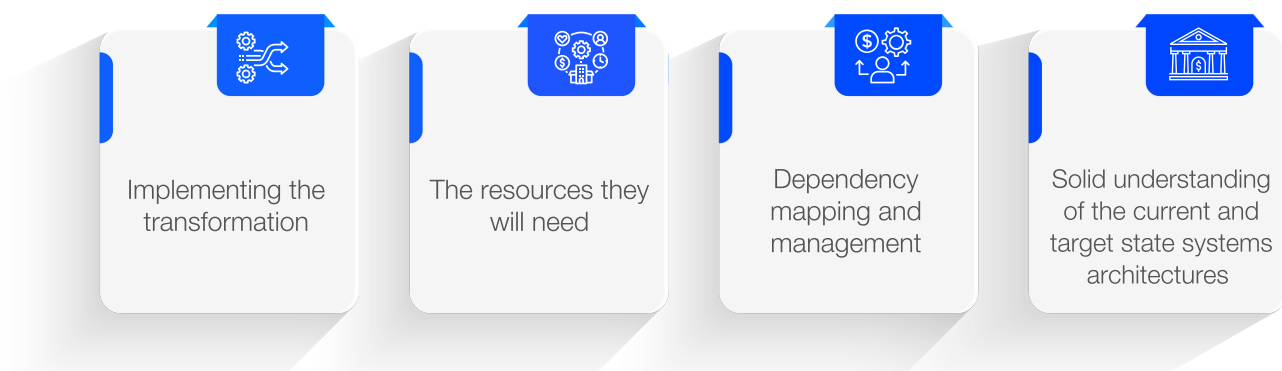 Implementing the
transformation
The resources they
will need
Dependency
mapping and
management
Solid understanding
of the current and
target state systems
architectures